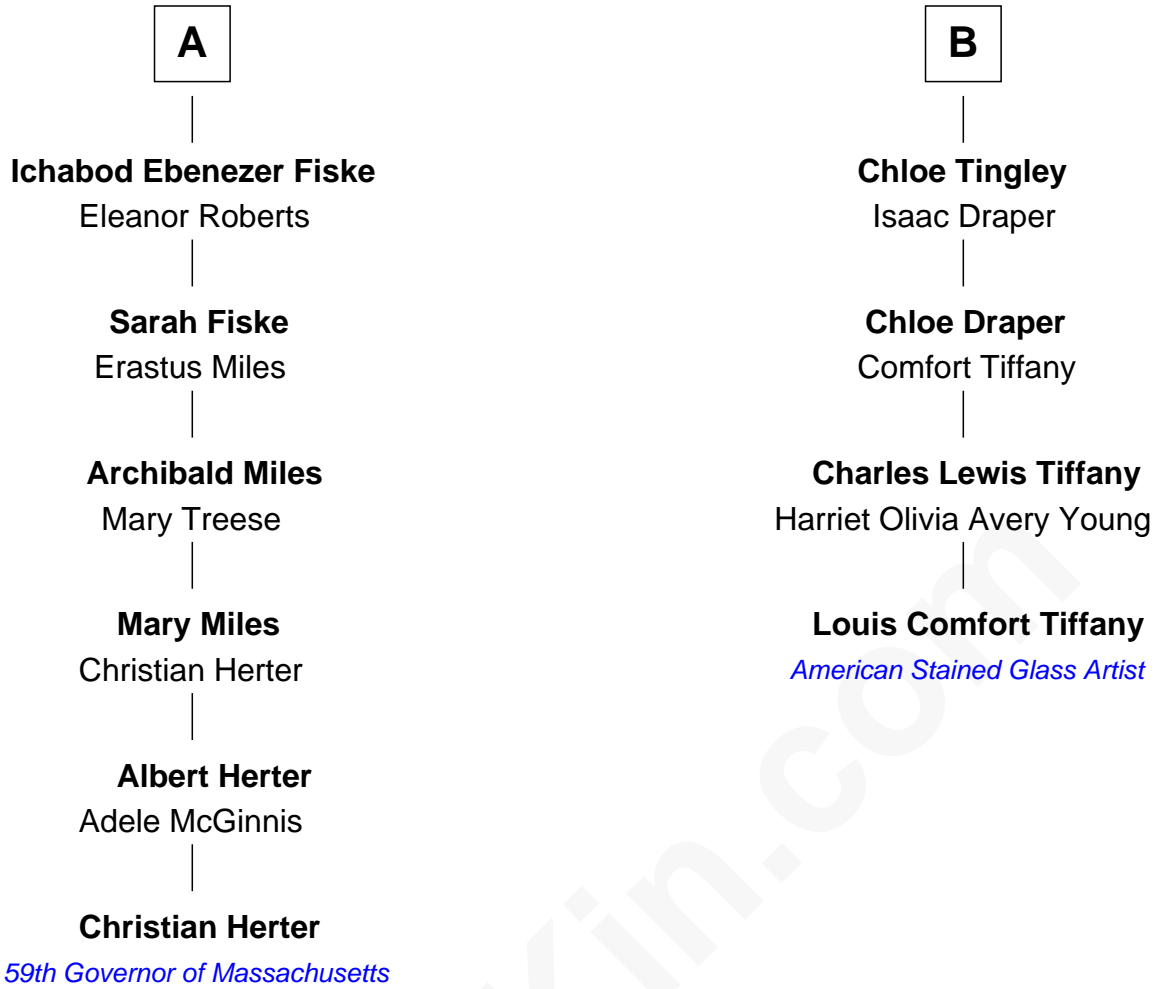 A
Ichabod Ebenezer Fiske
Eleanor Roberts
Sarah Fiske
Erastus Miles
Archibald Miles
Mary Treese
Mary Miles
Christian Herter
Albert Herter
Adele McGinnis
Christian Herter
59th Governor of Massachusetts
B
Chloe Tingley
Isaac Draper
Chloe Draper
Comfort Tiffany
Charles Lewis Tiffany
Harriet Olivia Avery Young
Louis Comfort Tiffany
American Stained Glass Artist